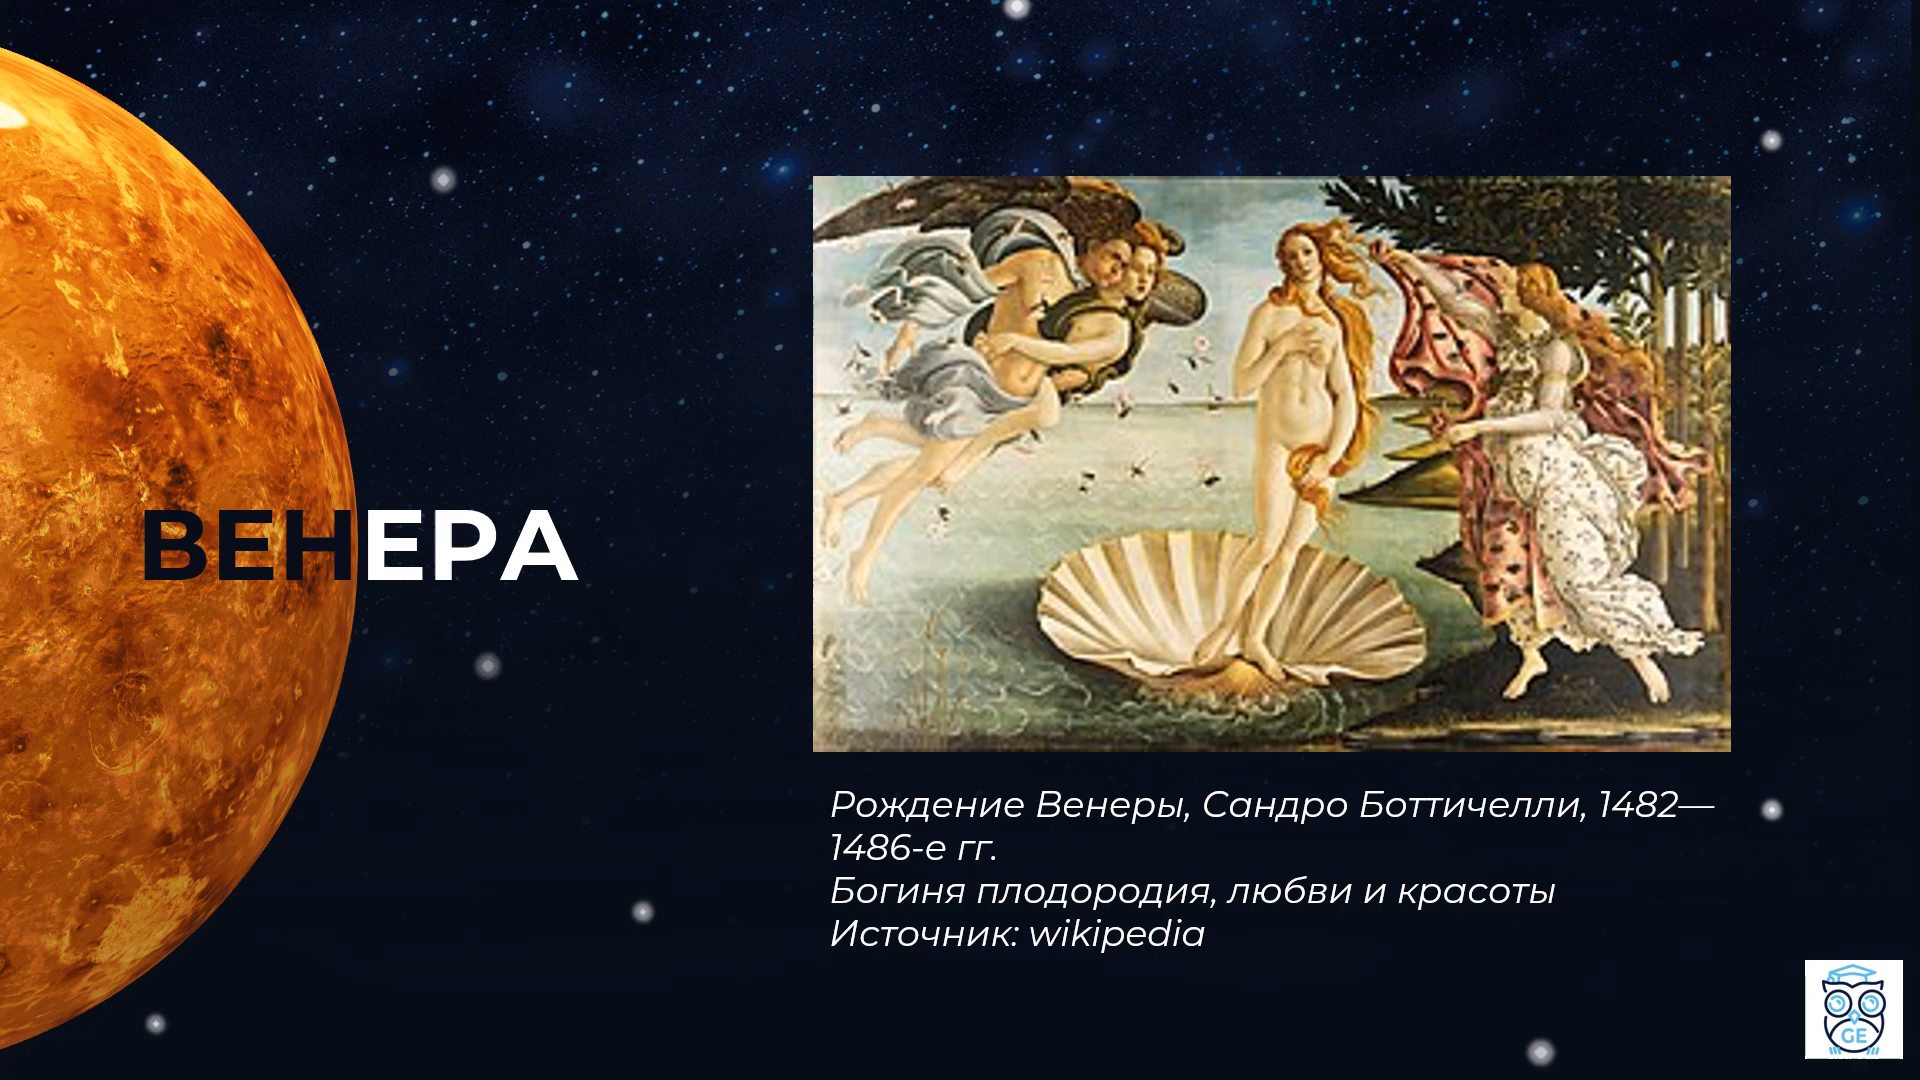 ВЕНЕРА
Рождение Венеры, Сандро Боттичелли, 1482—
1486-е гг.
Богиня плодородия, любви и красоты
Источник: wikipedia
GE